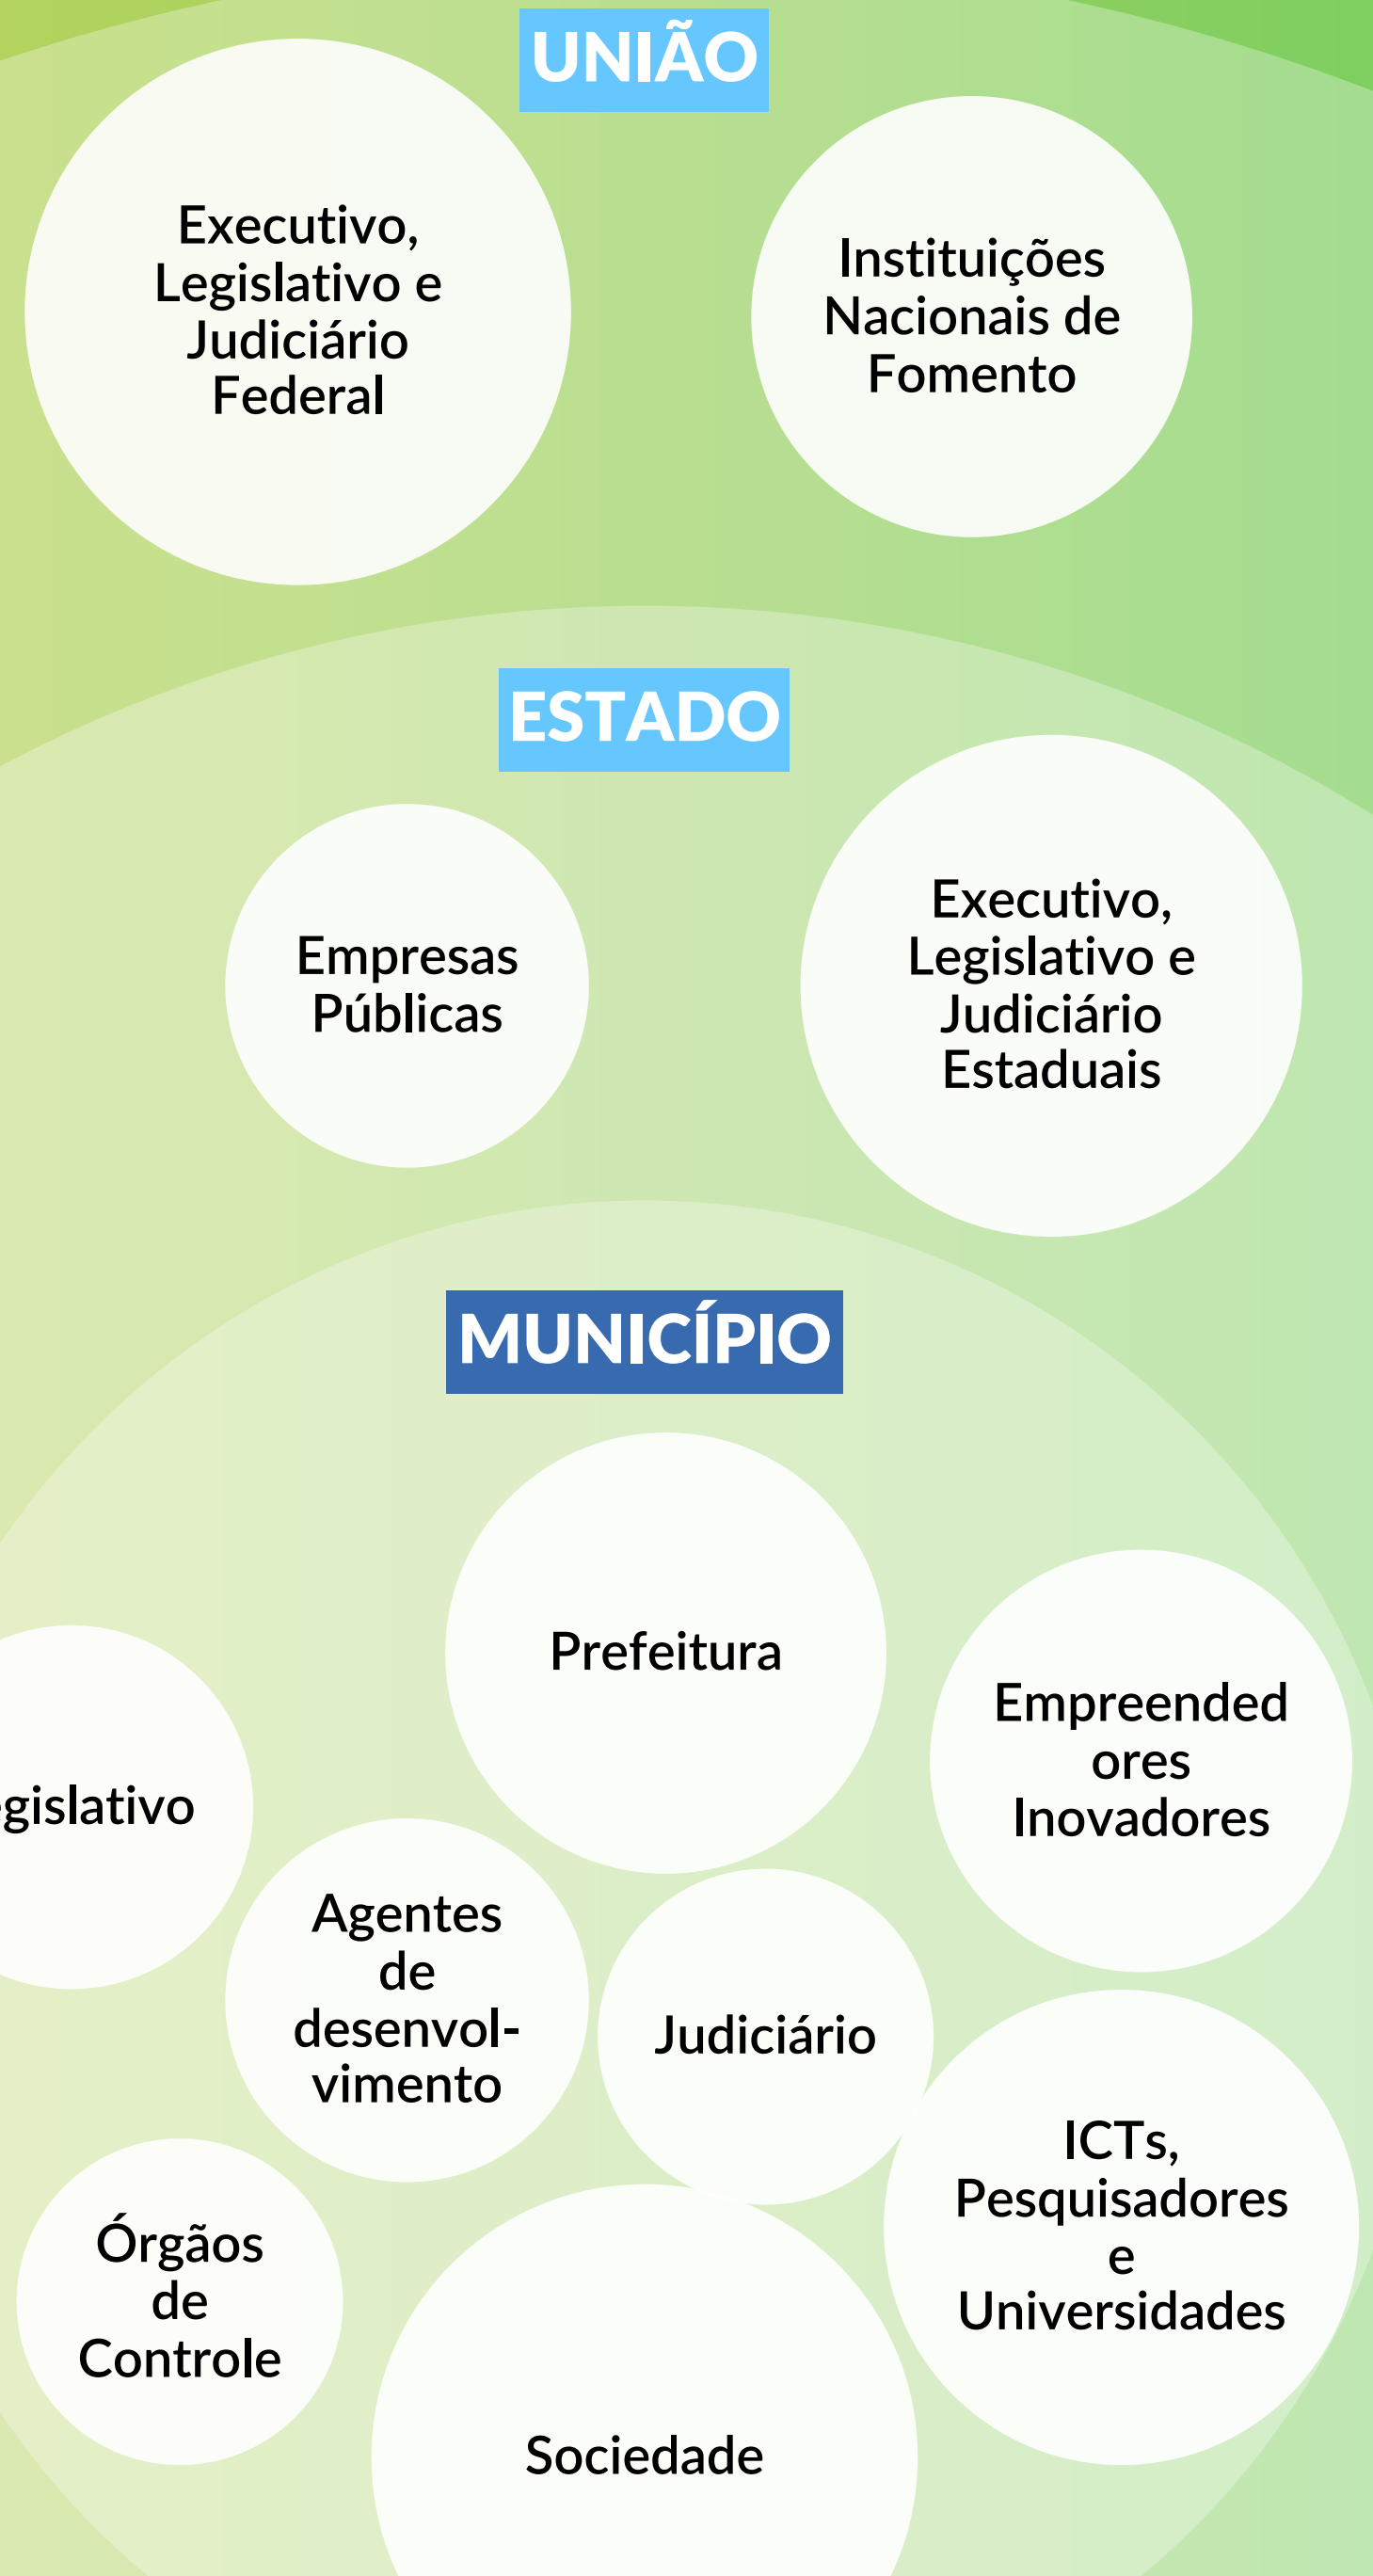 UNIÃO
Executivo,
Legislativo e
Judiciário
Federal
Instituições
Nacionais de
Fomento
ESTADO
Empresas
Públicas
Executivo,
Legislativo e
Judiciário
Estaduais
MUNICÍPIO
Prefeitura
Empreended
ores
Inovadores
gislativo
Agentes
de
desenvol-
vimento
Judiciário
ICTs,
Pesquisadores
e
Universidades
Órgãos
de
Controle
Sociedade